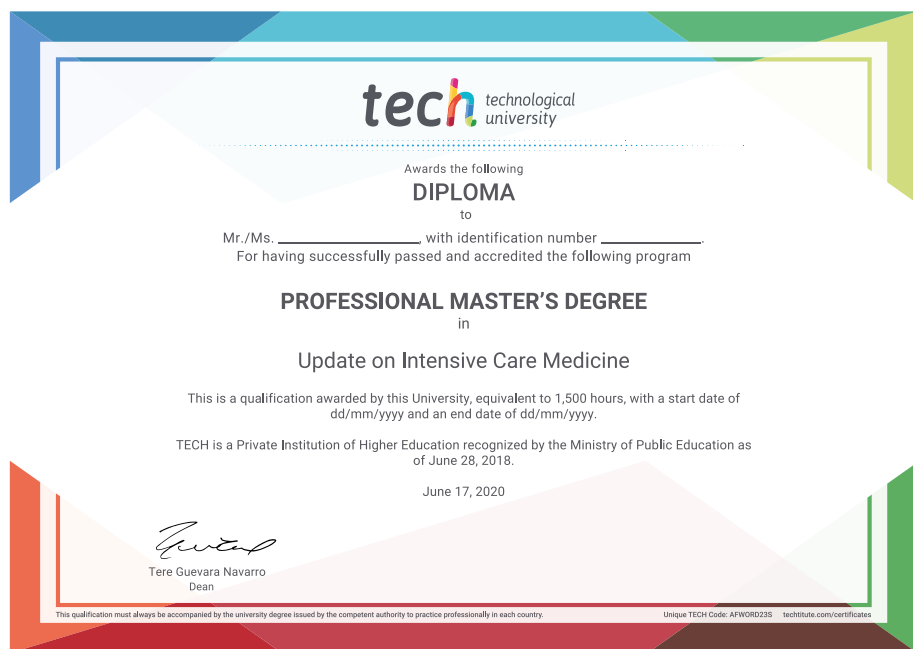 tech technological
university
Awards the following
DIPLOMA
to
Mr./Ms. ________________, with identification number ____________.
For having successfully passed and accredited the following program
PROFESSIONAL MASTER'S DEGREE
in
Update on Intensive Care Medicine
This is a qualification awarded by this University, equivalent to 1,500 hours, with a start date of
dd/mm/yyyy and an end date of dd/mm/yyyy.
TECH is a Private Institution of Higher Education recognized by the Ministry of Public Education as
of June 28, 2018.
June 17, 2020
Tere Guevara Navarro
Dean
This qualification must always be accompanied by the university degree issued by the competent authority to practice professionally in each country. Unique TECH Code: AFWORD23S techtitute.com/certificates